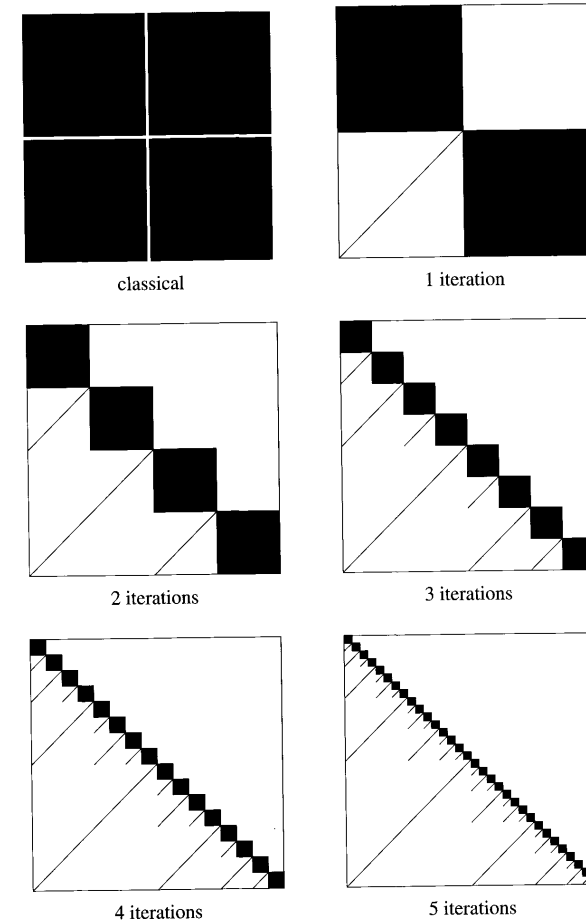 classical
1 iteration
2 iterations
3 iterations
4 iterations
5 iterations